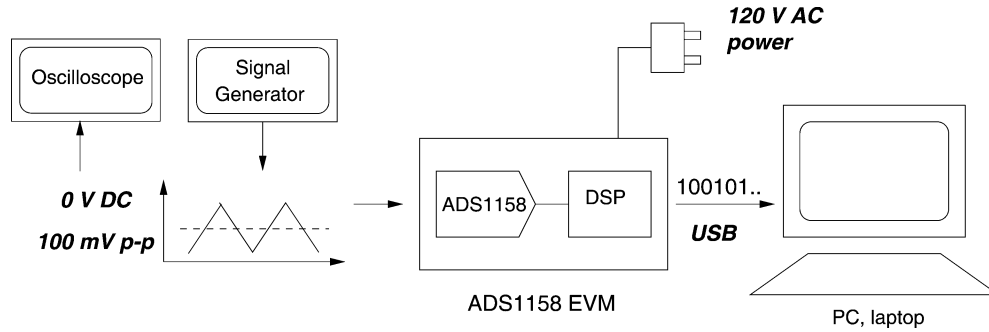 120 V AC
power
Oscilloscope
Signal
Generator
0 V DC
100 mV p-p
ADS1158
DSP
100101..
USB
ADS1158 EVM
PC, laptop